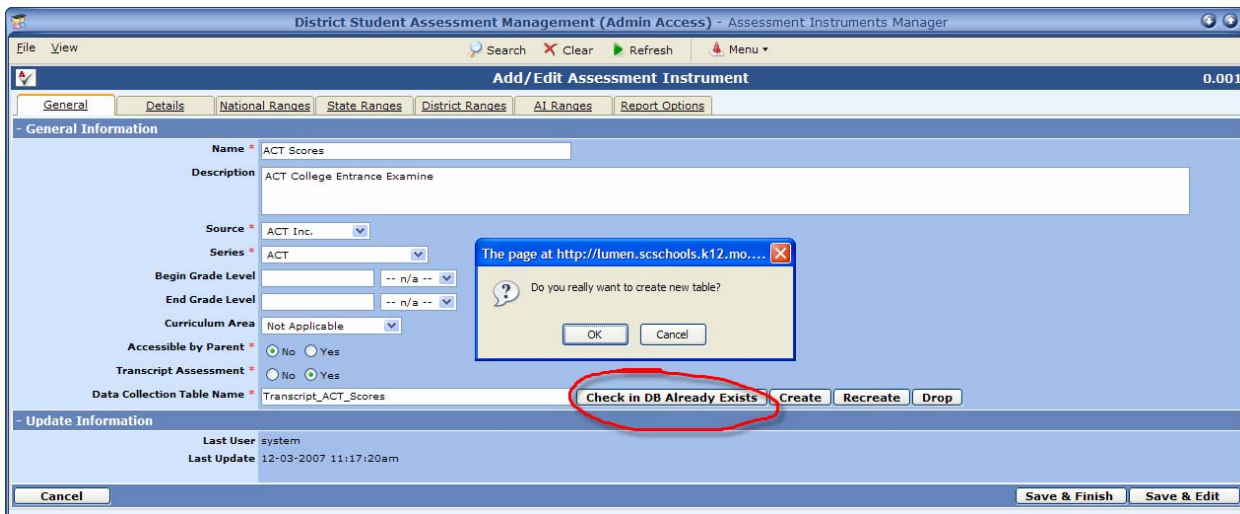 District Student Assessment Management (Admin Access) - Assessment Instruments Manager
File View Search Clear Refresh Menu
Add/Edit Assessment Instrument 0.001
General Details National Ranges State Ranges District Ranges AI Ranges Report Options
- General Information
Name * ACT Scores
Description ACT College Entrance Examine
Source * ACT Inc.
Series * ACT
Begin Grade Level -- n/a --
End Grade Level -- n/a --
Curriculum Area Not Applicable
Accessible by Parent * No Yes
Transcript Assessment * No Yes
Data Collection Table Name * Transcript_ACT_Scores Check in DB Already Exists Create Recreate Drop
The page at http://lumen.scschools.k12.mo....
Do you really want to create new table?
OK Cancel
- Update Information
Last User system
Last Update 12-03-2007 11:17:20am
Cancel Save & Finish Save & Edit